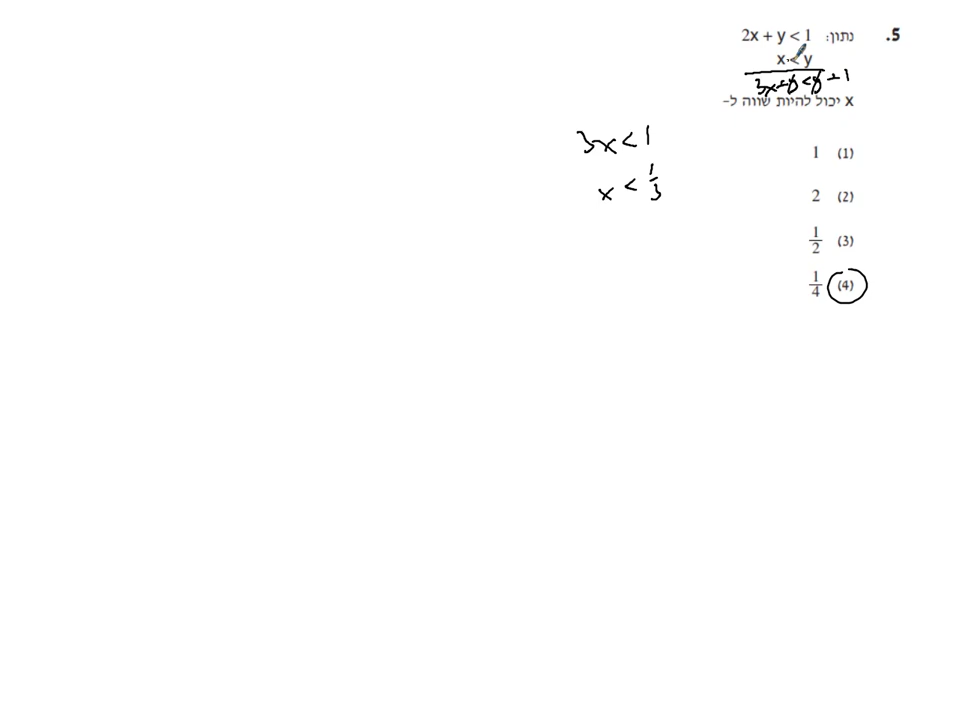 5. נתון: 2x + y < 1
x < y
3x + y < y + 1
x יכול להיות שווה ל-
3x < 1
(1) 1
x < 1/3
(2) 2
(3) 1/2
(4) 1/4